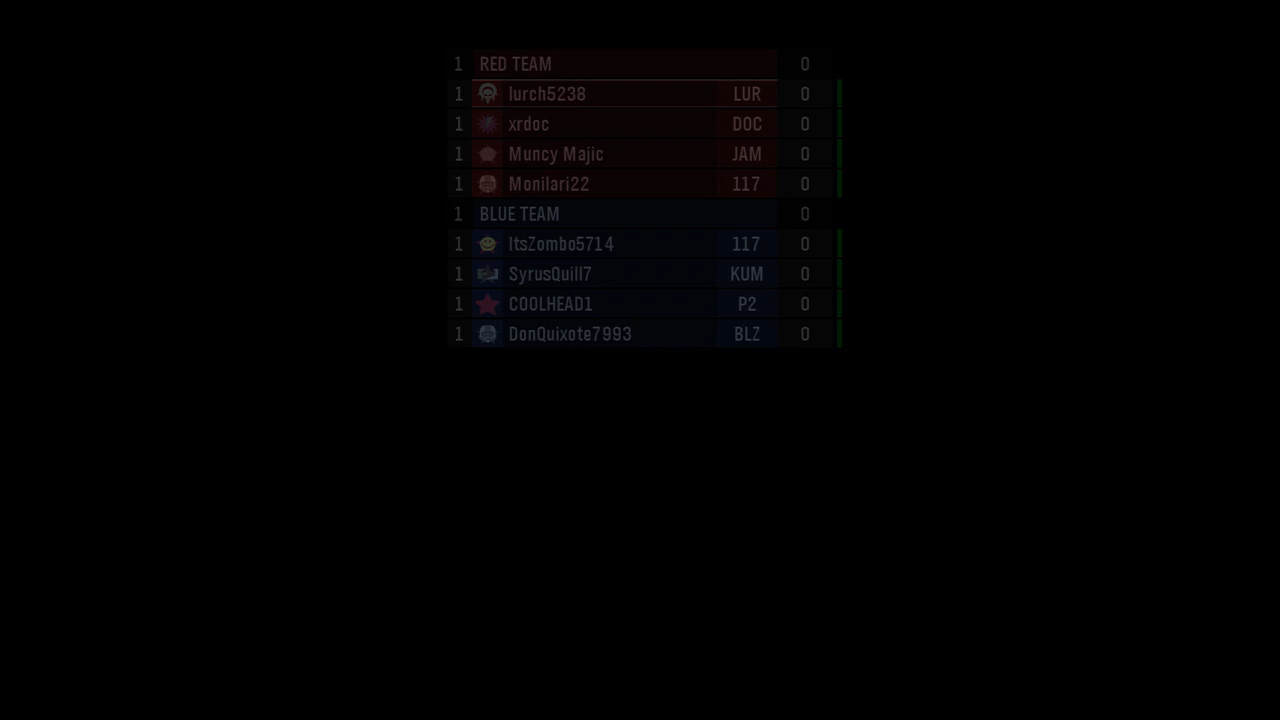 1 RED TEAM 0
1 lurch5238 LUR 0
1 xrdoc DOC 0
1 Muncy Majic JAM 0
1 Monilari22 117 0
1 BLUE TEAM 0
1 ItsZombo5714 117 0
1 SyrusQuill7 KUM 0
1 COOLHEAD1 P2 0
1 DonQuixote7993 BLZ 0